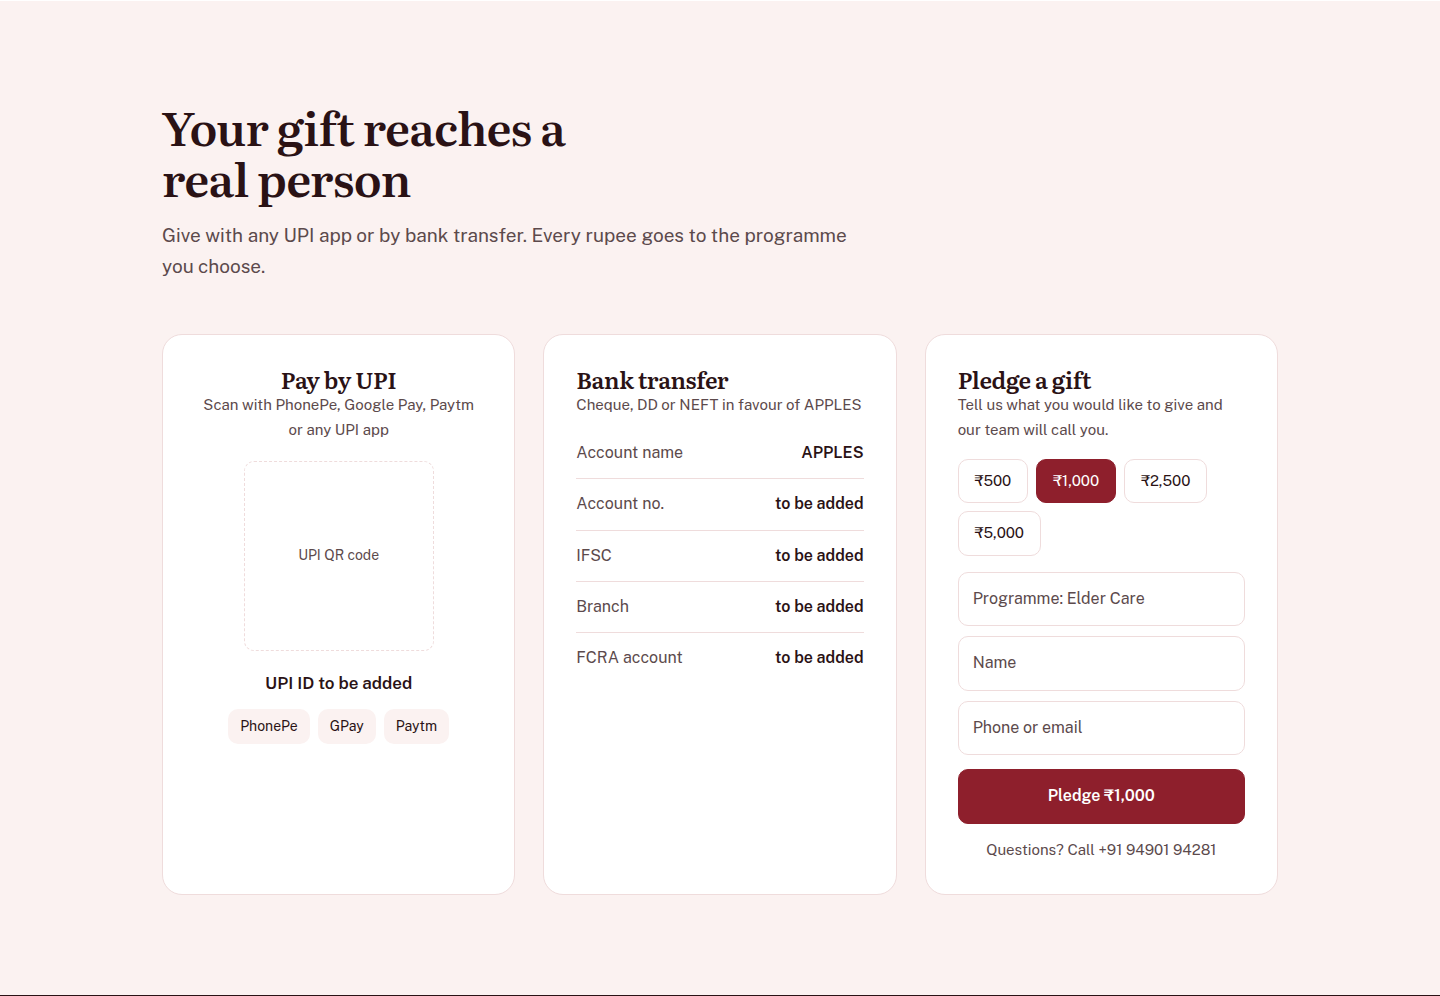 Your gift reaches a
real person
Give with any UPI app or by bank transfer. Every rupee goes to the programme
you choose.
Pay by UPI
Scan with PhonePe, Google Pay, Paytm
or any UPI app
UPI QR code
UPI ID to be added
PhonePe GPay Paytm
Bank transfer
Cheque, DD or NEFT in favour of APPLES
Account name APPLES
Account no. to be added
IFSC to be added
Branch to be added
FCRA account to be added
Pledge a gift
Tell us what you would like to give and
our team will call you.
₹500 ₹1,000 ₹2,500
₹5,000
Programme: Elder Care
Name
Phone or email
Pledge ₹1,000
Questions? Call +91 94901 94281